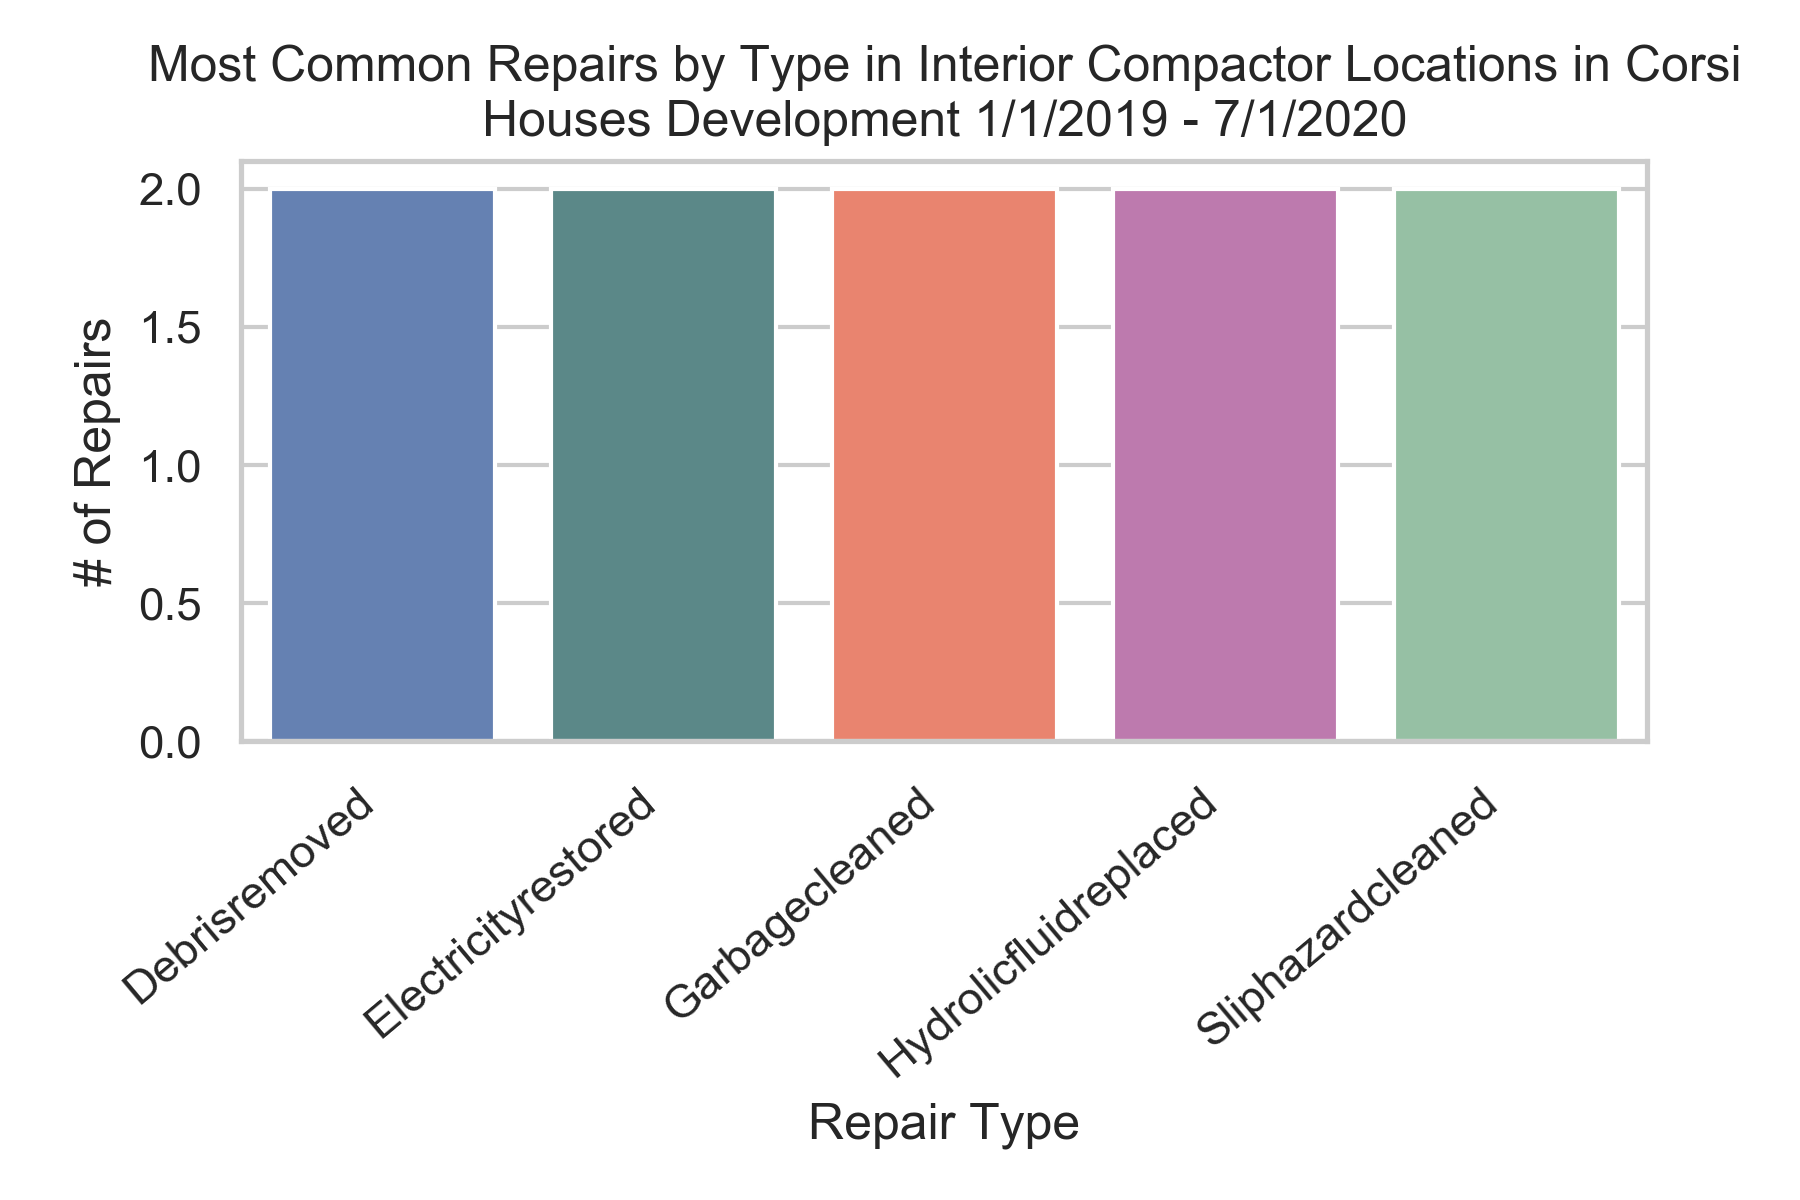 Most Common Repairs by Type in Interior Compactor Locations in Corsi
Houses Development 1/1/2019 - 7/1/2020
# of Repairs
2.0
1.5
1.0
0.5
0.0
Debrisremoved
Electricityrestored
Garbagecleaned
Hydrolicfluidreplaced
Sliphazardcleaned
Repair Type